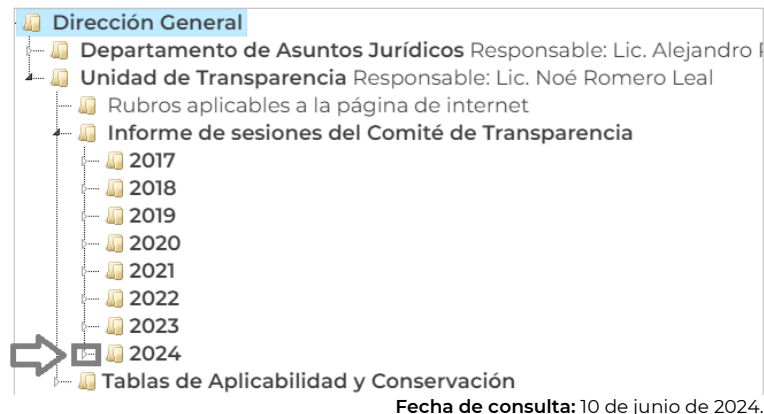 Dirección General
Departamento de Asuntos Jurídicos Responsable: Lic. Alejandro
Unidad de Transparencia Responsable: Lic. Noé Romero Leal
Rubros aplicables a la página de internet
Informe de sesiones del Comité de Transparencia
2017
2018
2019
2020
2021
2022
2023
2024
Tablas de Aplicabilidad y Conservación
Fecha de consulta: 10 de junio de 2024.